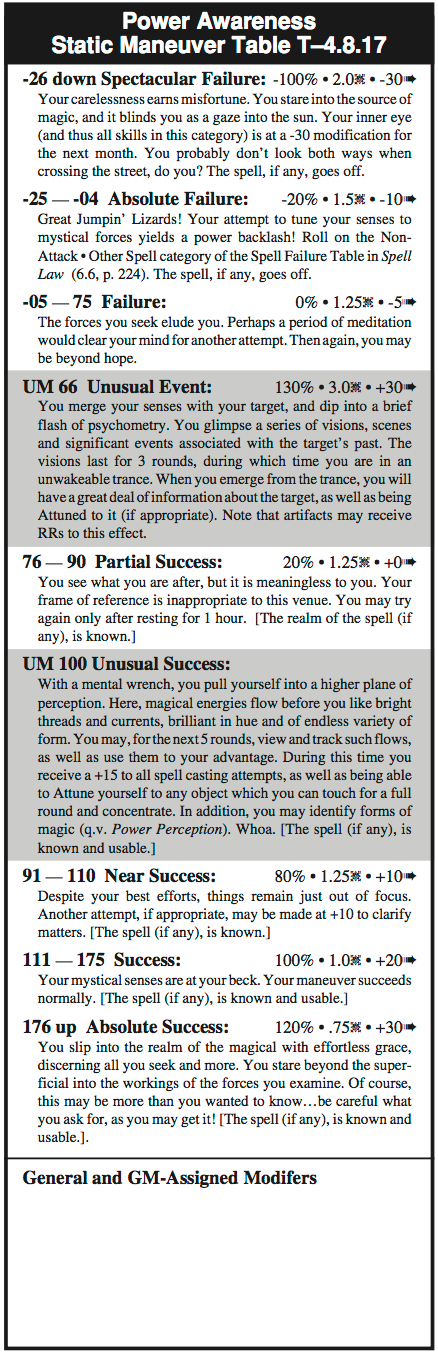 Power Awareness
Static Maneuver Table T–4.8.17
-26 down Spectacular Failure: -100% • 2.0※ • -30➠
Your carelessness earns misfortune. You stare into the source of
magic, and it blinds you as a gaze into the sun. Your inner eye
(and thus all skills in this category) is at a -30 modification for
the next month. You probably don't look both ways when
crossing the street, do you? The spell, if any, goes off.
-25 — -04 Absolute Failure: -20% • 1.5※ • -10➠
Great Jumpin' Lizards! Your attempt to tune your senses to
mystical forces yields a power backlash! Roll on the Non-
Attack • Other Spell category of the Spell Failure Table in Spell
Law (6.6, p. 224). The spell, if any, goes off.
-05 — 75 Failure: 0% • 1.25※ • -5➠
The forces you seek elude you. Perhaps a period of meditation
would clear your mind for another attempt. Then again, you may
be beyond hope.
UM 66 Unusual Event: 130% • 3.0※ • +30➠
You merge your senses with your target, and dip into a brief
flash of psychometry. You glimpse a series of visions, scenes
and significant events associated with the target's past. The
visions last for 3 rounds, during which time you are in an
unwakeable trance. When you emerge from the trance, you will
have a great deal of information about the target, as well as being
Attuned to it (if appropriate). Note that artifacts may receive
RRs to this effect.
76 — 90 Partial Success: 20% • 1.25※ • +0➠
You see what you are after, but it is meaningless to you. Your
frame of reference is inappropriate to this venue. You may try
again only after resting for 1 hour. [The realm of the spell (if
any), is known.]
UM 100 Unusual Success:
With a mental wrench, you pull yourself into a higher plane of
perception. Here, magical energies flow before you like bright
threads and currents, brilliant in hue and of endless variety of
form. You may, for the next 5 rounds, view and track such flows,
as well as use them to your advantage. During this time you
receive a +15 to all spell casting attempts, as well as being able
to Attune yourself to any object which you can touch for a full
round and concentrate. In addition, you may identify forms of
magic (q.v. Power Perception). Whoa. [The spell (if any), is
known and usable.]
91 — 110 Near Success: 80% • 1.25※ • +10➠
Despite your best efforts, things remain just out of focus.
Another attempt, if appropriate, may be made at +10 to clarify
matters. [The spell (if any), is known.]
111 — 175 Success: 100% • 1.0※ • +20➠
Your mystical senses are at your beck. Your maneuver succeeds
normally. [The spell (if any), is known and usable.]
176 up Absolute Success: 120% • .75※ • +30➠
You slip into the realm of the magical with effortless grace,
discerning all you seek and more. You stare beyond the super-
ficial into the workings of the forces you examine. Of course,
this may be more than you wanted to know…be careful what
you ask for, as you may get it! [The spell (if any), is known and
usable.].
General and GM-Assigned Modifers